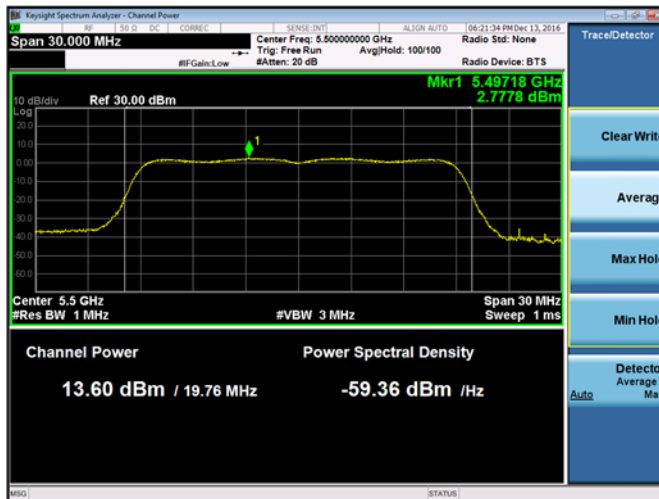 Keysight Spectrum Analyzer - Channel Power
RF 50 Ω DC CORREC SENSE:INT ALIGN AUTO 06:21:34 PM Dec 13, 2016
Span 30.000 MHz
Center Freq: 5.500000000 GHz Radio Std: None
Trig: Free Run Avg|Hold: 100/100
#IFGain:Low #Atten: 20 dB Radio Device: BTS
Trace/Detector
Mkr1 5.49718 GHz
2.7778 dBm
10 dB/div Ref 30.00 dBm
Log
20.0
10.0
0.00
-10.0
-20.0
-30.0
-40.0
-50.0
-60.0
1
Center 5.5 GHz Span 30 MHz
#Res BW 1 MHz #VBW 3 MHz Sweep 1 ms
Channel Power Power Spectral Density
13.60 dBm / 19.76 MHz -59.36 dBm /Hz
Clear Write
Averag
Max Hol
Min Hol
Detecto
Average
Auto Ma
MSG STATUS